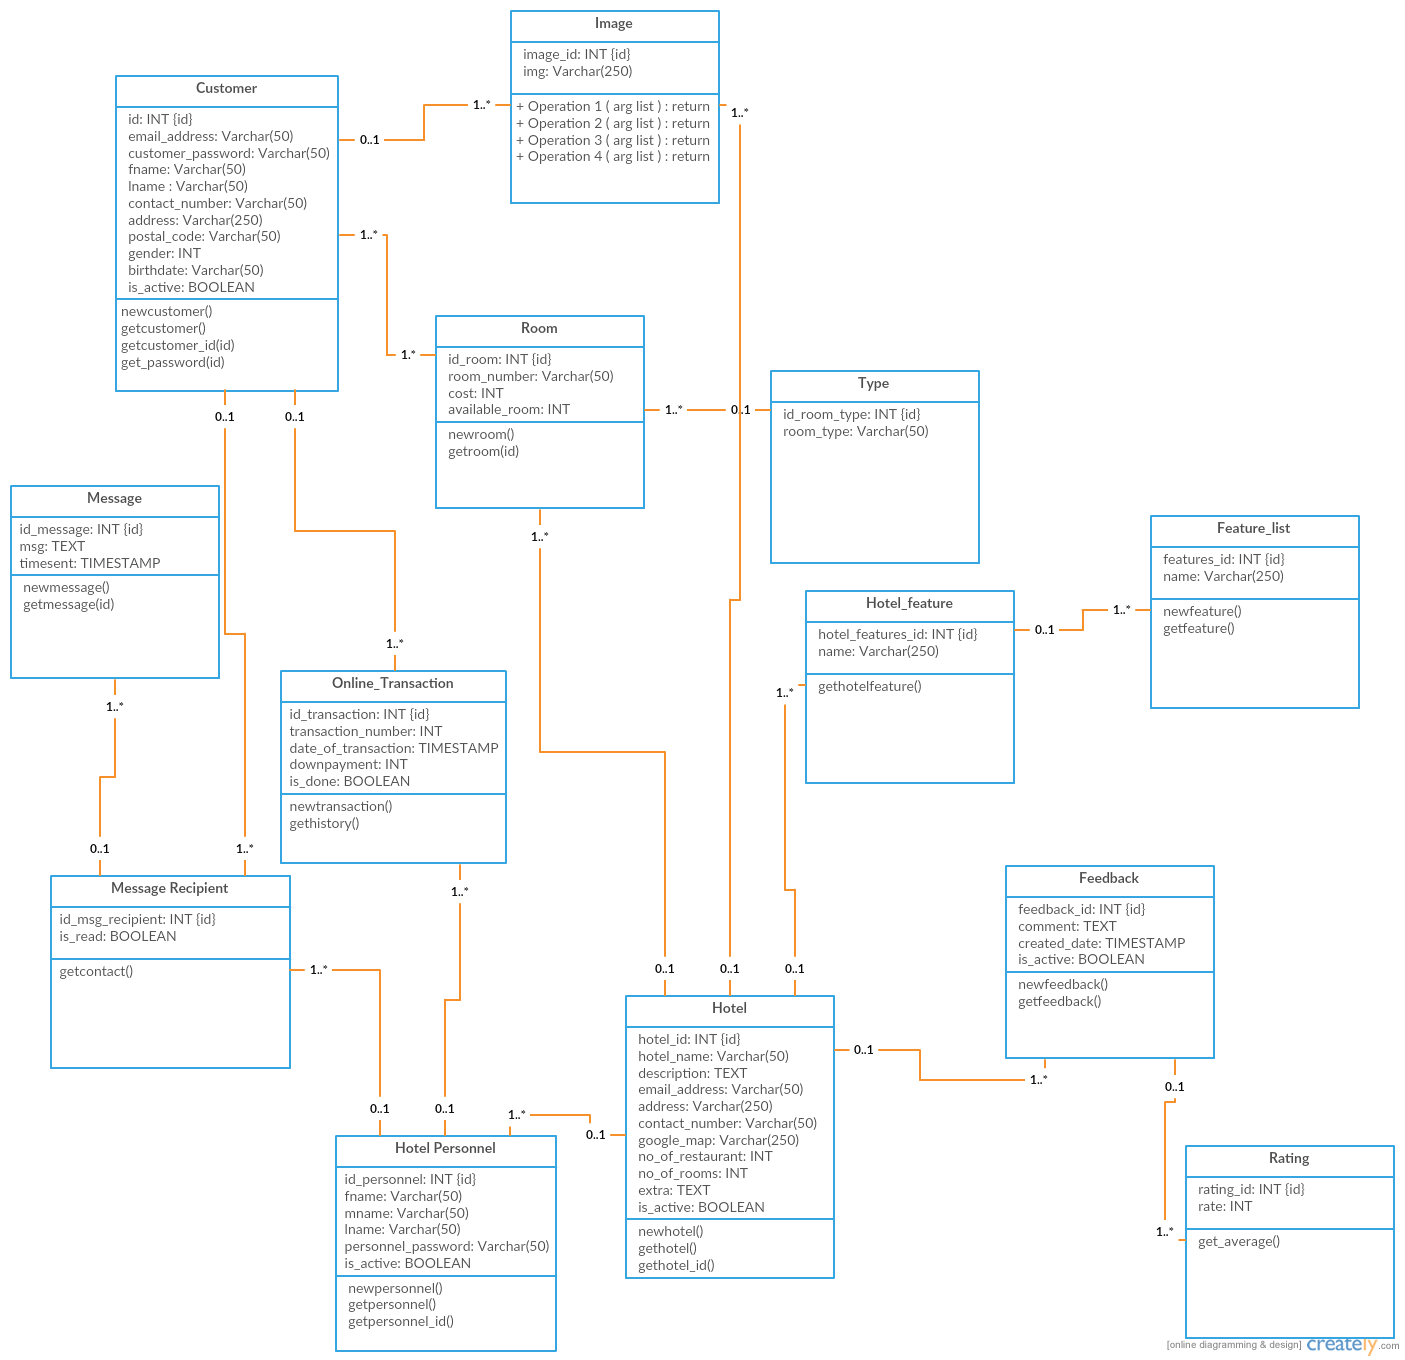 Image
image_id: INT {id}
img: Varchar(250)
+ Operation 1 ( arg list ) : return
+ Operation 2 ( arg list ) : return
+ Operation 3 ( arg list ) : return
+ Operation 4 ( arg list ) : return
1..*
1..*
Customer
id: INT {id}
email_address: Varchar(50)
customer_password: Varchar(50)
fname: Varchar(50)
lname : Varchar(50)
contact_number: Varchar(50)
address: Varchar(250)
postal_code: Varchar(50)
gender: INT
birthdate: Varchar(50)
is_active: BOOLEAN
newcustomer()
getcustomer()
getcustomer_id(id)
get_password(id)
0..1
1..*
0..1
0..1
Room
id_room: INT {id}
room_number: Varchar(50)
cost: INT
available_room: INT
newroom()
getroom(id)
1.*
1..*
0..1
1..*
Type
id_room_type: INT {id}
room_type: Varchar(50)
Message
id_message: INT {id}
msg: TEXT
timesent: TIMESTAMP
newmessage()
getmessage(id)
1..*
Feature_list
features_id: INT {id}
name: Varchar(250)
newfeature()
getfeature()
Hotel_feature
hotel_features_id: INT {id}
name: Varchar(250)
gethotelfeature()
0..1
1..*
1..*
1..*
Online_Transaction
id_transaction: INT {id}
transaction_number: INT
date_of_transaction: TIMESTAMP
downpayment: INT
is_done: BOOLEAN
newtransaction()
gethistory()
1..*
0..1
1..*
Message Recipient
id_msg_recipient: INT {id}
is_read: BOOLEAN
getcontact()
1..*
Feedback
feedback_id: INT {id}
comment: TEXT
created_date: TIMESTAMP
is_active: BOOLEAN
newfeedback()
getfeedback()
0..1
0..1
0..1
Hotel
hotel_id: INT {id}
hotel_name: Varchar(50)
description: TEXT
email_address: Varchar(50)
address: Varchar(250)
contact_number: Varchar(50)
google_map: Varchar(250)
no_of_restaurant: INT
no_of_rooms: INT
extra: TEXT
is_active: BOOLEAN
newhotel()
gethotel()
gethotel_id()
0..1
1..*
0..1
0..1
0..1
1..*
0..1
Hotel Personnel
id_personnel: INT {id}
fname: Varchar(50)
mname: Varchar(50)
lname: Varchar(50)
personnel_password: Varchar(50)
is_active: BOOLEAN
newpersonnel()
getpersonnel()
getpersonnel_id()
1..*
Rating
rating_id: INT {id}
rate: INT
get_average()
[online diagramming & design] creately.com